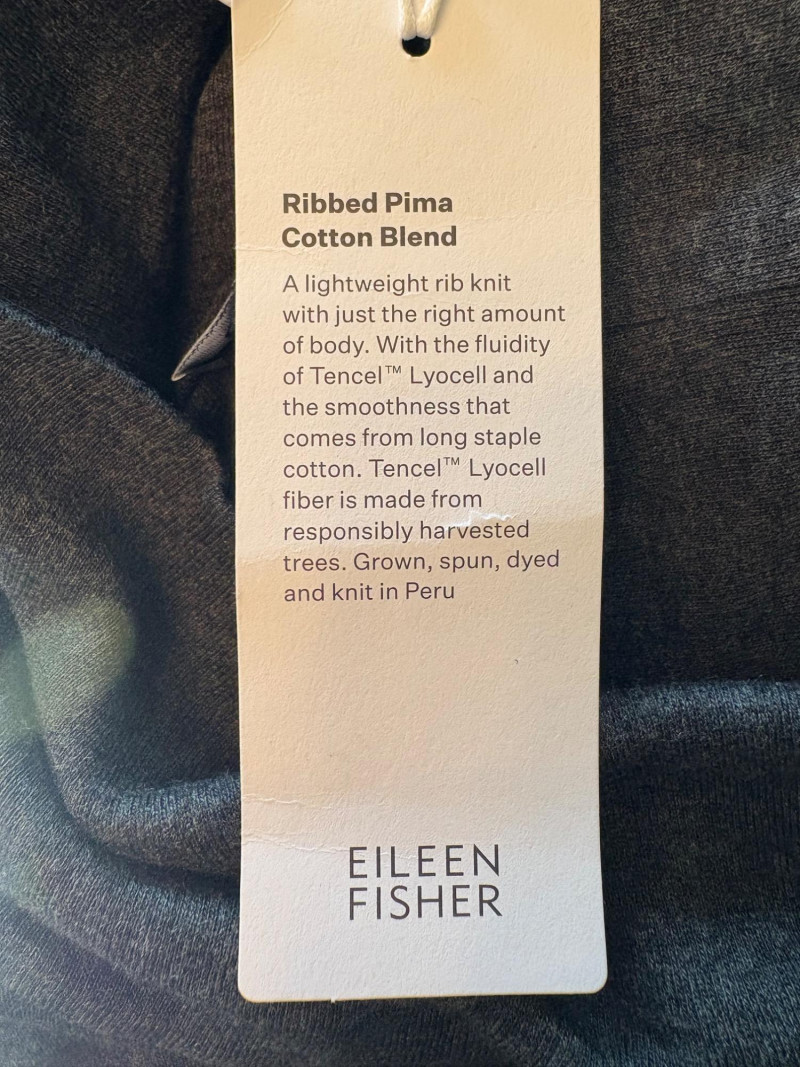 Ribbed Pima
Cotton Blend
A lightweight rib knit
with just the right amount
of body. With the fluidity
of Tencel™ Lyocell and
the smoothness that
comes from long staple
cotton. Tencel™ Lyocell
fiber is made from
responsibly harvested
trees. Grown, spun, dyed
and knit in Peru
EILEEN
FISHER